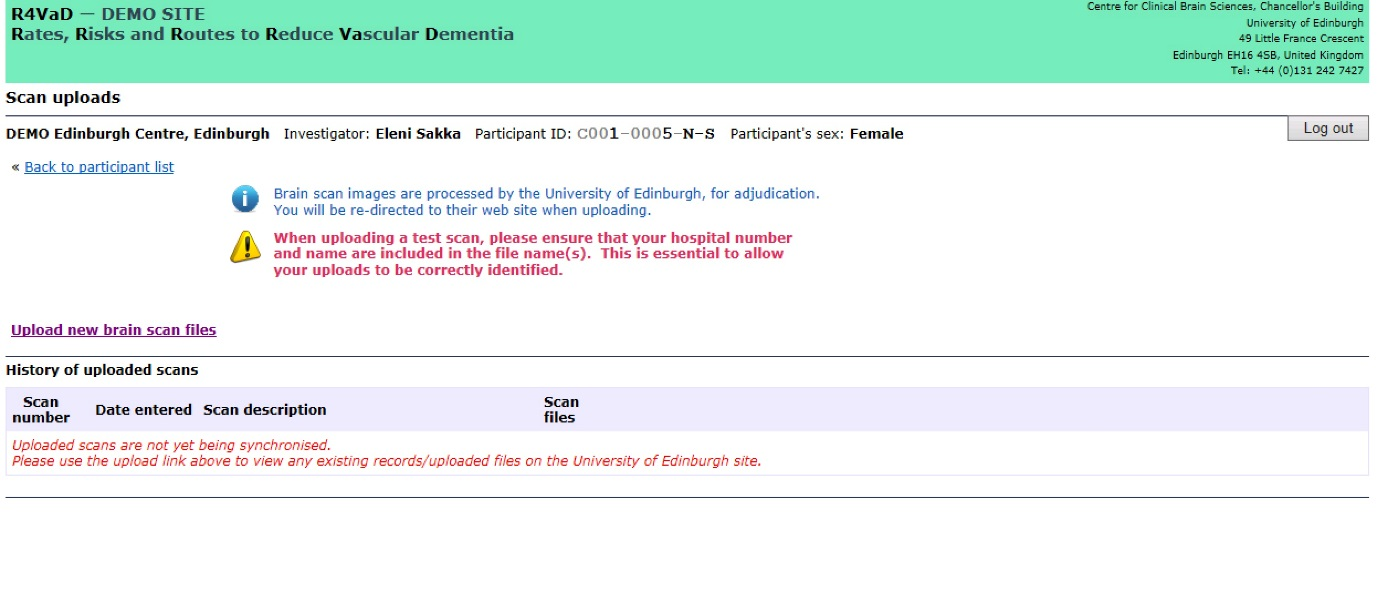 R4VaD — DEMO SITE
Rates, Risks and Routes to Reduce Vascular Dementia
Centre for Clinical Brain Sciences, Chancellor's Building
University of Edinburgh
49 Little France Crescent
Edinburgh EH16 4SB, United Kingdom
Tel: +44 (0)131 242 7427
Scan uploads
DEMO Edinburgh Centre, Edinburgh Investigator: Eleni Sakka Participant ID: C001-0005-N-S Participant's sex: Female
Log out
« Back to participant list
Brain scan images are processed by the University of Edinburgh, for adjudication.
You will be re-directed to their web site when uploading.
When uploading a test scan, please ensure that your hospital number
and name are included in the file name(s). This is essential to allow
your uploads to be correctly identified.
Upload new brain scan files
History of uploaded scans
Scan number Date entered Scan description Scan files
Uploaded scans are not yet being synchronised.
Please use the upload link above to view any existing records/uploaded files on the University of Edinburgh site.